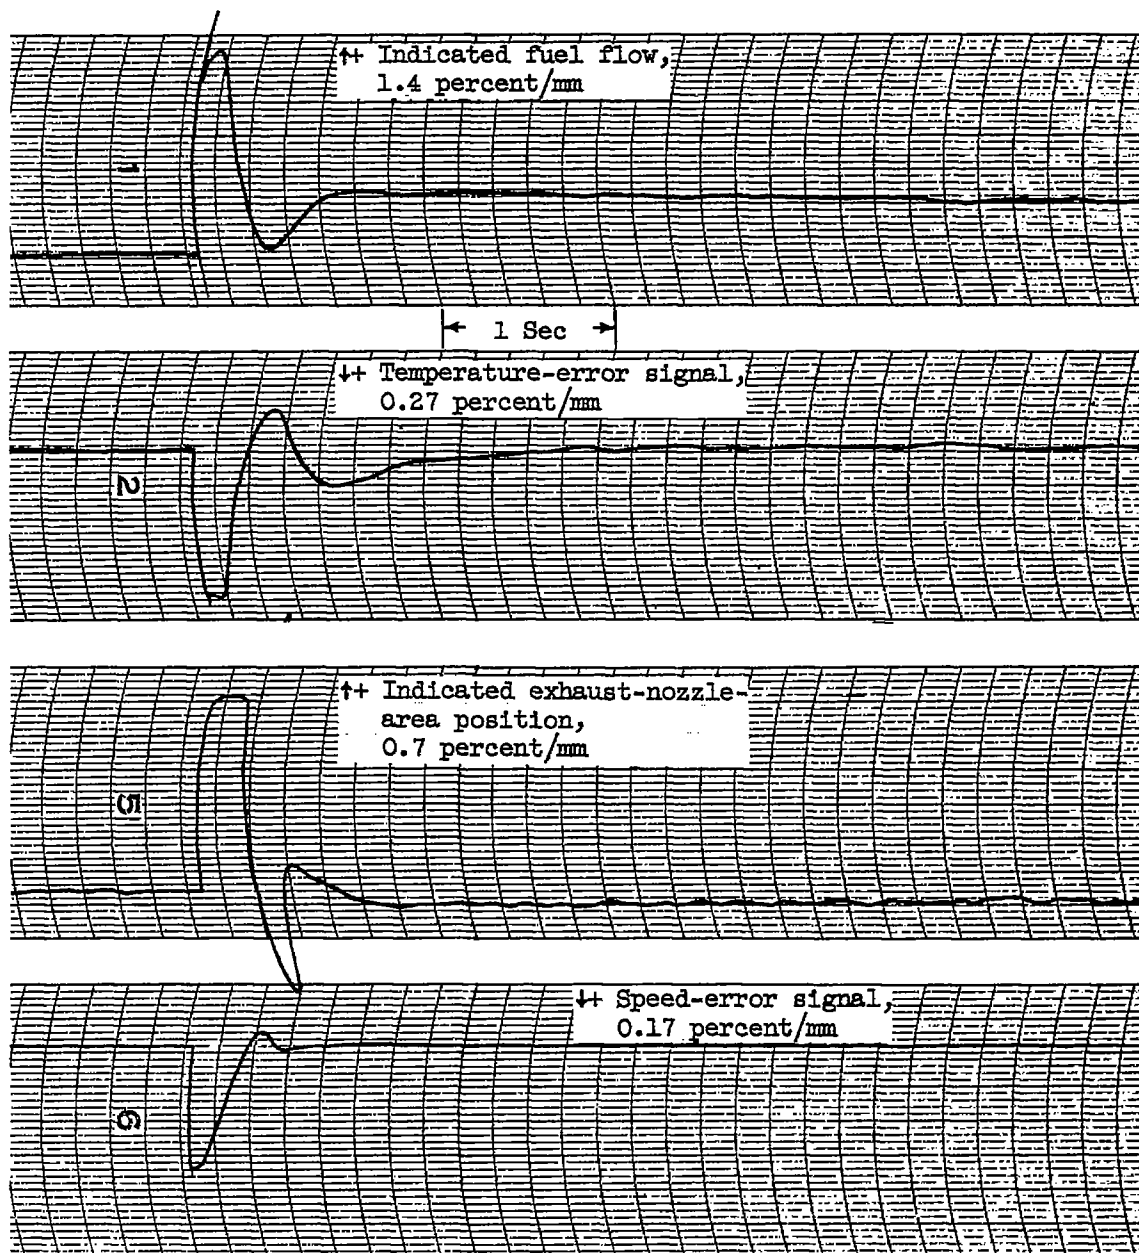 ↑+ Indicated fuel flow,
1.4 percent/mm
1
1 Sec
↓+ Temperature-error signal,
0.27 percent/mm
2
↑+ Indicated exhaust-nozzle-
area position,
0.7 percent/mm
5
↓+ Speed-error signal,
0.17 percent/mm
6